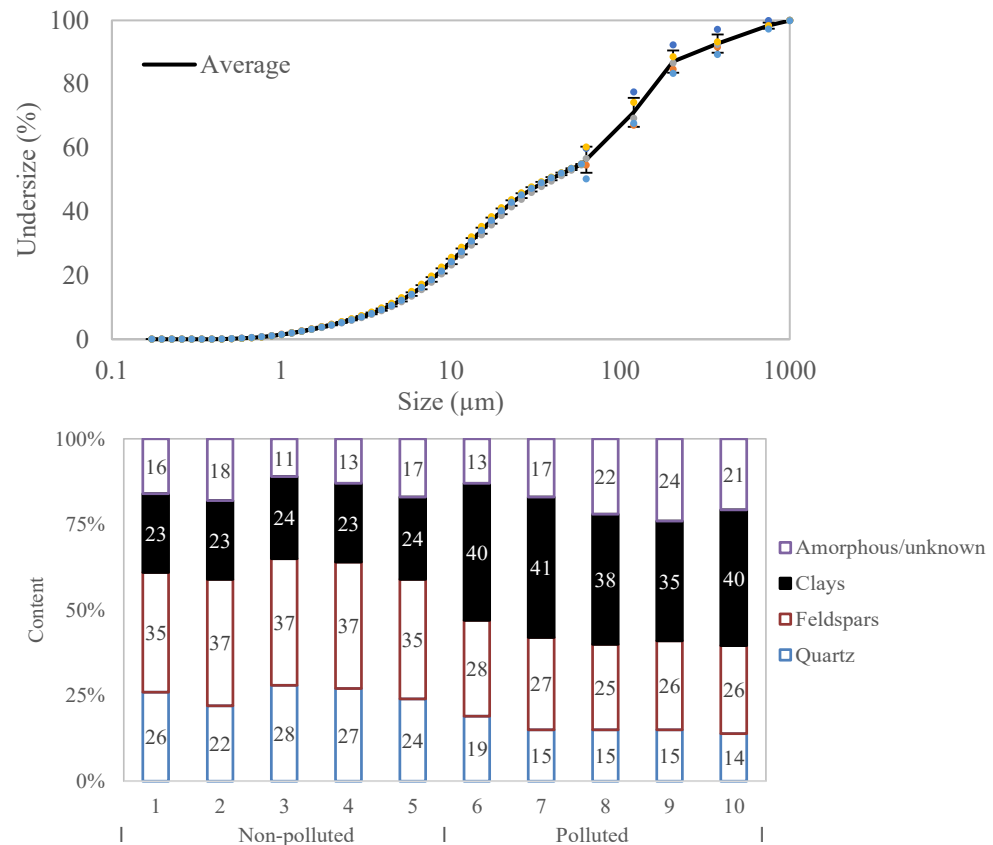 100
80
60
40
20
0
Undersize (%)
Average
0.1 1 10 100 1000
Size (µm)
100%
75%
50%
25%
0%
Content
16 18 11 13 17 13 17 22 24 21
23 23 24 23 24 40 41 38 35 40
35 37 37 37 35 28 27 25 26 26
26 22 28 27 24 19 15 15 15 14
Amorphous/unknown
Clays
Feldspars
Quartz
1 2 3 4 5 6 7 8 9 10
Non-polluted Polluted